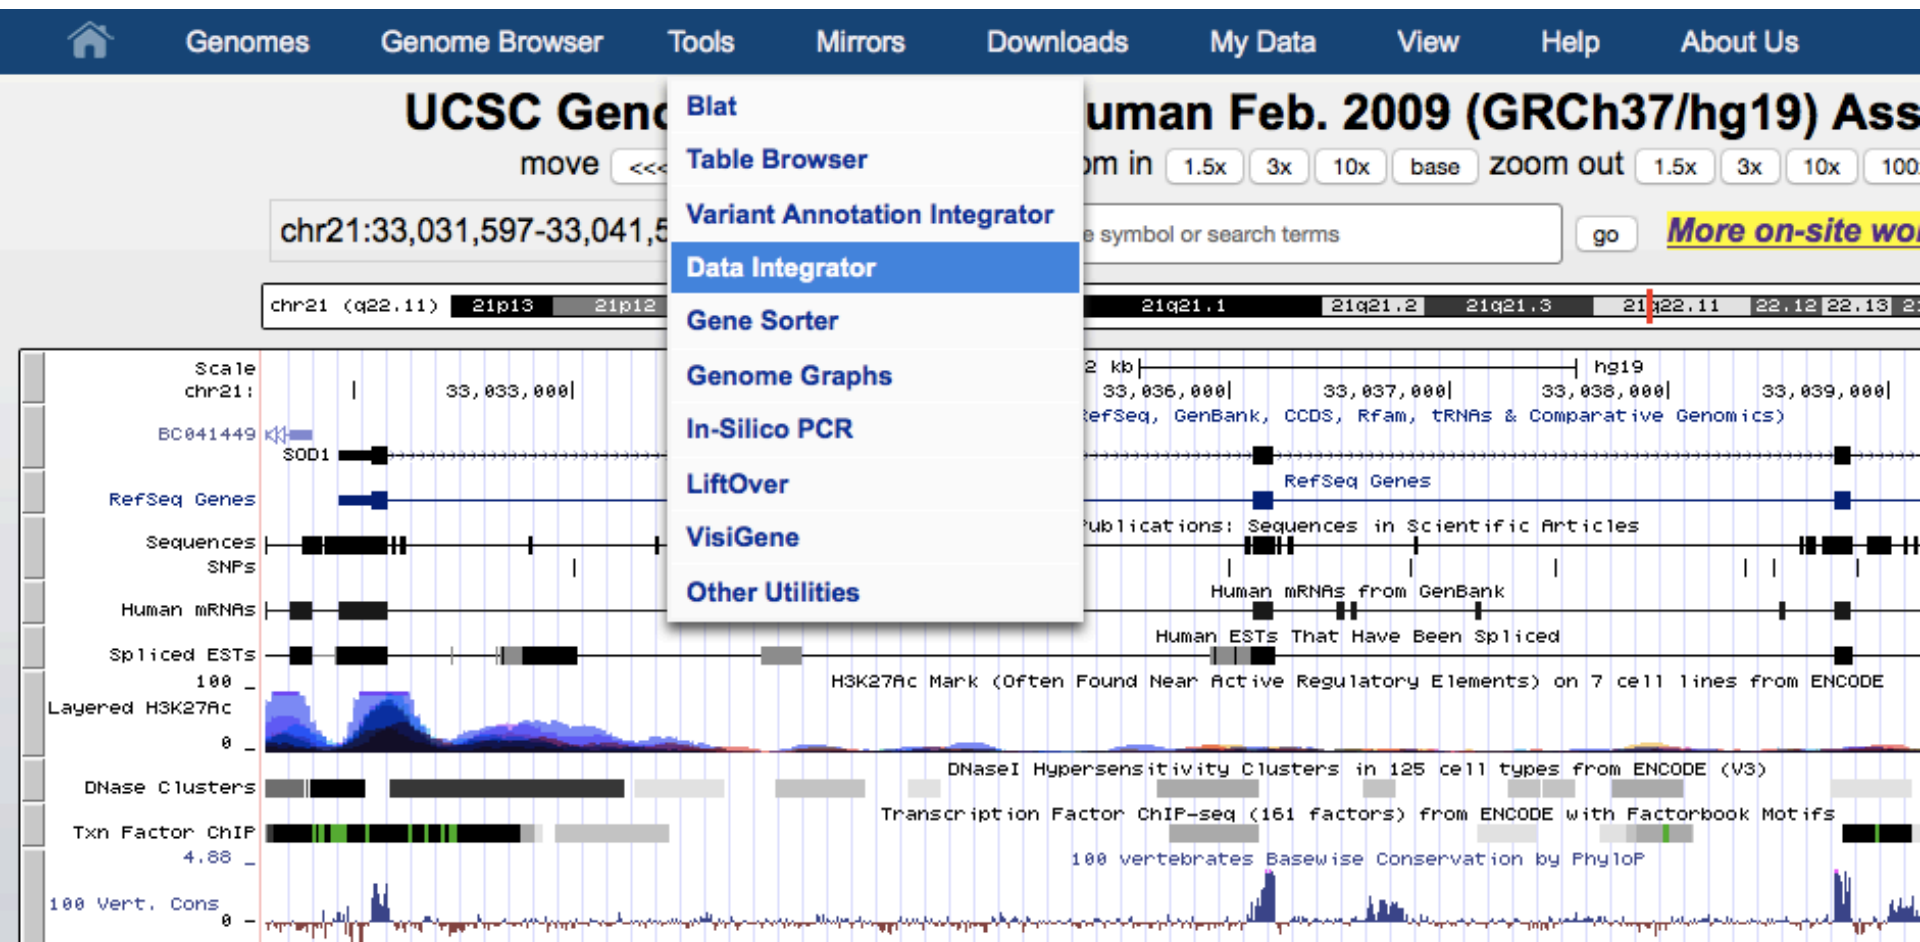 Genomes Genome Browser Tools Mirrors Downloads My Data View Help About Us
Blat
Table Browser
Variant Annotation Integrator
Data Integrator
Gene Sorter
Genome Graphs
In-Silico PCR
LiftOver
VisiGene
Other Utilities
UCSC Geno uman Feb. 2009 (GRCh37/hg19) Ass
move <<< om in 1.5x 3x 10x base zoom out 1.5x 3x 10x 100
chr21:33,031,597-33,041,5 e symbol or search terms go More on-site wo
chr21 (q22.11) 21p13 21p12 21q21.1 21q21.2 21q21.3 21q22.11 22.12 22.13
Scale 2 kb hg19
chr21: 33,033,000 33,036,000 33,037,000 33,038,000 33,039,000
RefSeq, GenBank, CCDS, Rfam, tRNAs & Comparative Genomics)
BC041449
SOD1
RefSeq Genes
RefSeq Genes
Publications: Sequences in Scientific Articles
Sequences
SNPs
Human mRNAs from GenBank
Human mRNAs
Human ESTs That Have Been Spliced
Spliced ESTs
H3K27Ac Mark (Often Found Near Active Regulatory Elements) on 7 cell lines from ENCODE
100 _
Layered H3K27Ac
0 _
DNaseI Hypersensitivity Clusters in 125 cell types from ENCODE (V3)
DNase Clusters
Transcription Factor ChIP-seq (161 factors) from ENCODE with Factorbook Motifs
Txn Factor ChIP
4.88 _
100 vertebrates Basewise Conservation by PhyloP
100 Vert. Cons
0 _